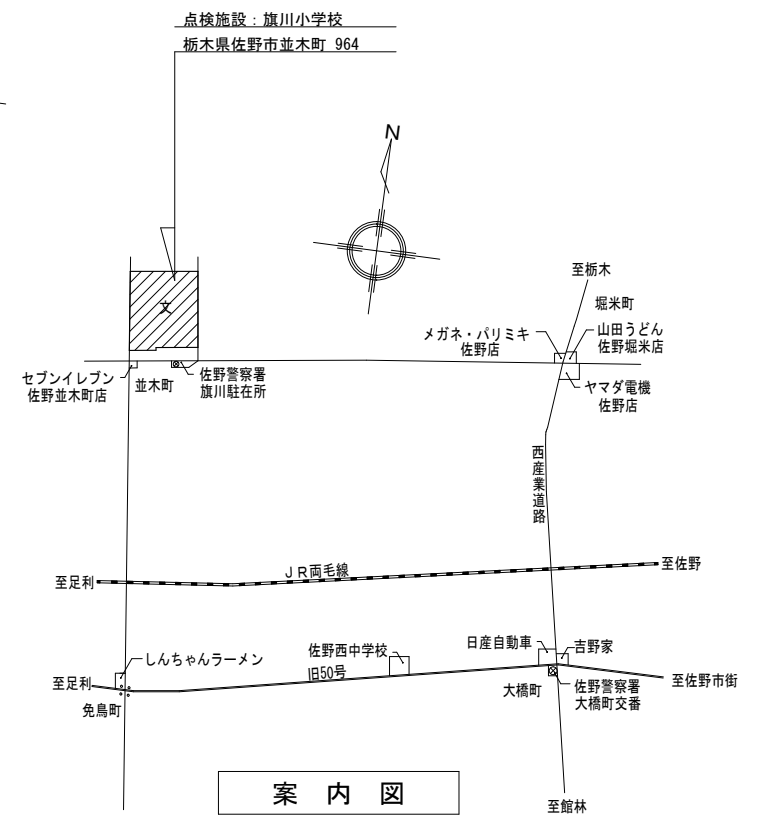 点検施設：旗川小学校
栃木県佐野市並木町 964
N
至栃木
堀米町
文
メガネ・パリミキ
佐野店
山田うどん
佐野堀米店
セブンイレブン
佐野並木町店
並木町
佐野警察署
旗川駐在所
ヤマダ電機
佐野店
西産業道路
至足利
ＪＲ両毛線
至佐野
しんちゃんラーメン
佐野西中学校
日産自動車
吉野家
至足利
旧50号
至佐野市街
免鳥町
大橋町
佐野警察署
大橋町交番
案内図
至館林